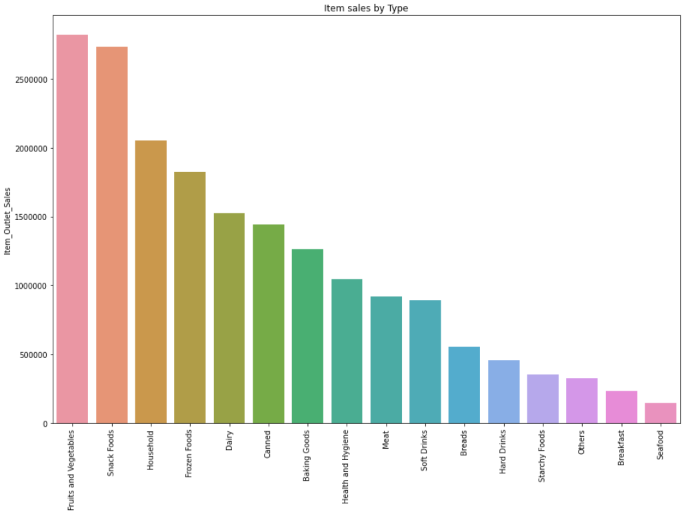 Item sales by Type
Item_Outlet_Sales
2500000
2000000
1500000
1000000
500000
0
Fruits and Vegetables
Snack Foods
Household
Frozen Foods
Dairy
Canned
Baking Goods
Health and Hygiene
Meat
Soft Drinks
Breads
Hard Drinks
Starchy Foods
Others
Breakfast
Seafood